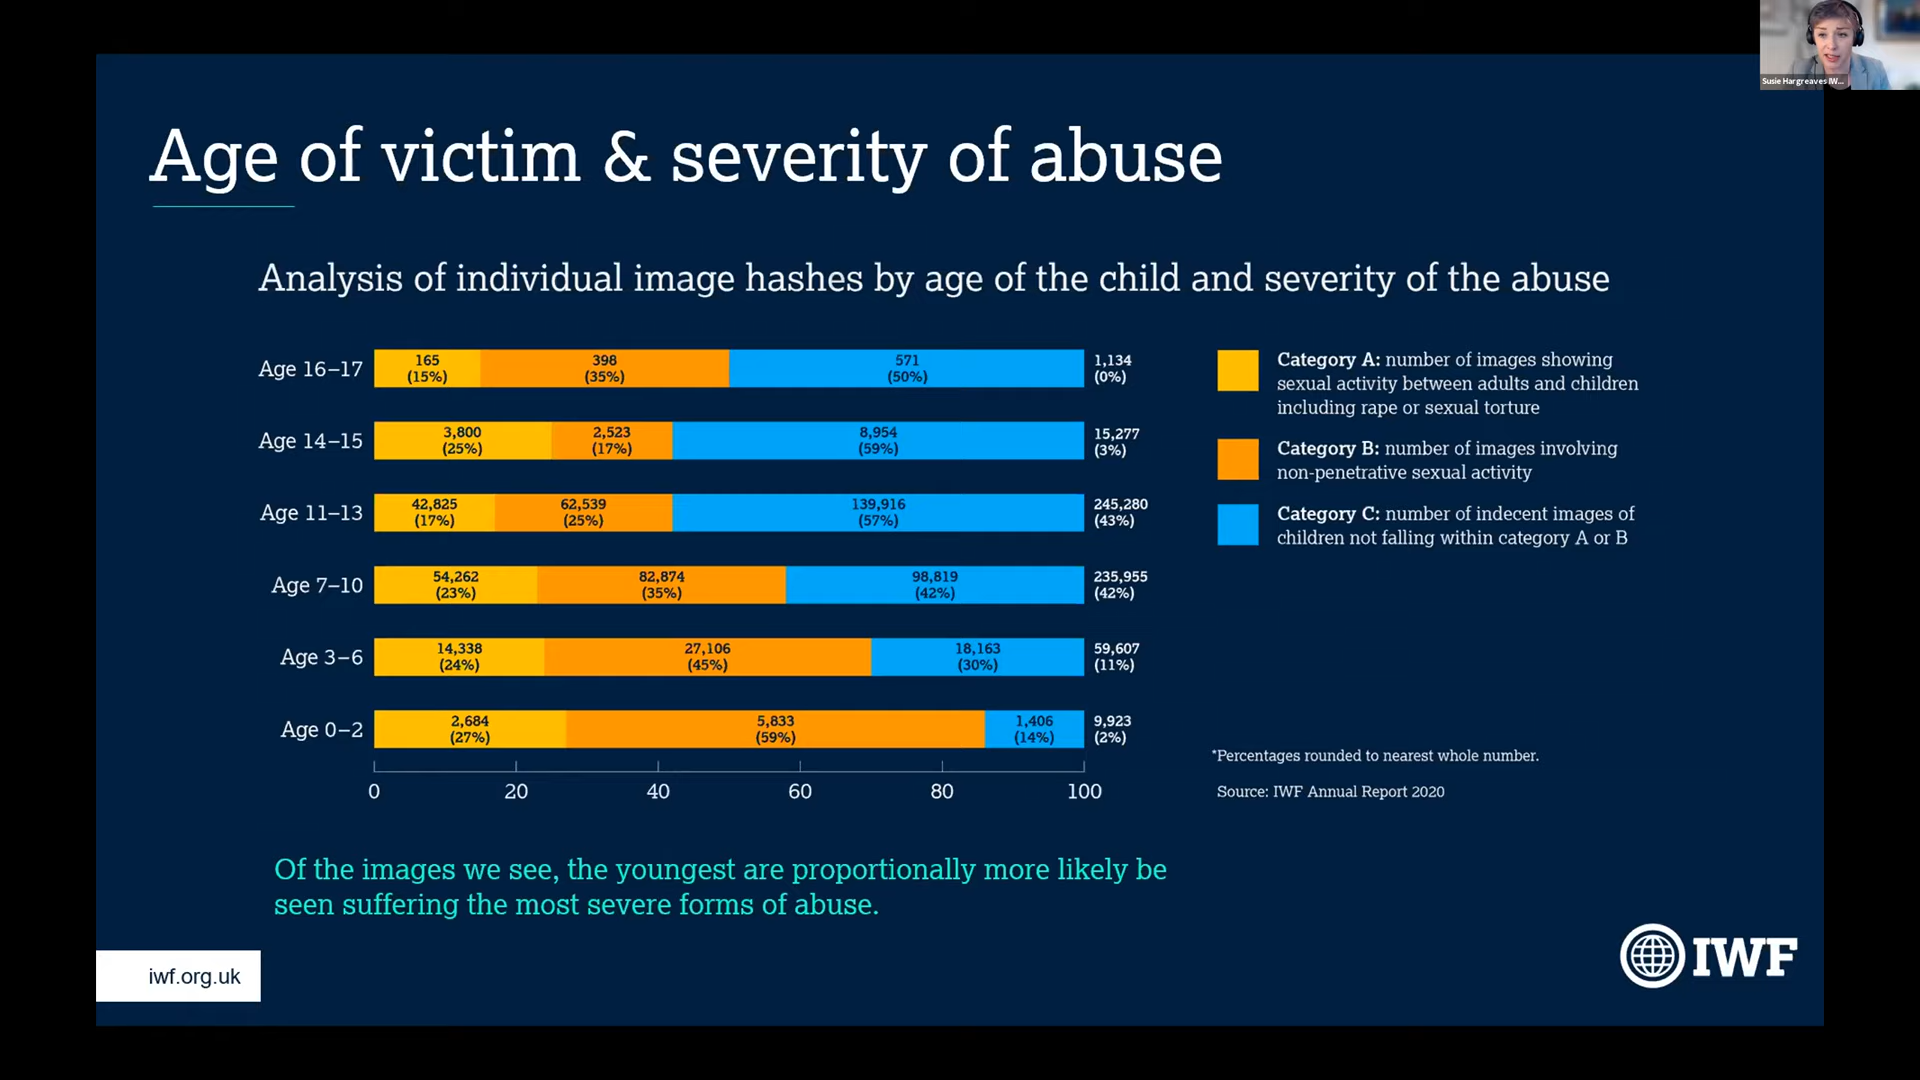 Susie Hargreaves IW...
Age of victim & severity of abuse
Analysis of individual image hashes by age of the child and severity of the abuse
Age 16–17
165
(15%)
398
(35%)
571
(50%)
1,134
(0%)
Age 14–15
3,800
(25%)
2,523
(17%)
8,954
(59%)
15,277
(3%)
Age 11–13
42,825
(17%)
62,539
(25%)
139,916
(57%)
245,280
(43%)
Age 7–10
54,262
(23%)
82,874
(35%)
98,819
(42%)
235,955
(42%)
Age 3–6
14,338
(24%)
27,106
(45%)
18,163
(30%)
59,607
(11%)
Age 0–2
2,684
(27%)
5,833
(59%)
1,406
(14%)
9,923
(2%)
0 20 40 60 80 100
Category A: number of images showing
sexual activity between adults and children
including rape or sexual torture
Category B: number of images involving
non-penetrative sexual activity
Category C: number of indecent images of
children not falling within category A or B
*Percentages rounded to nearest whole number.
Source: IWF Annual Report 2020
Of the images we see, the youngest are proportionally more likely be
seen suffering the most severe forms of abuse.
iwf.org.uk
IWF